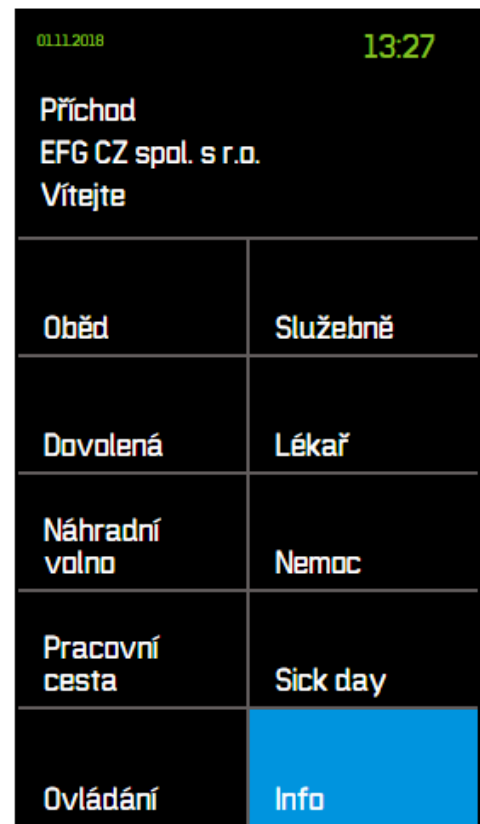 01.11.2018
13:27
Příchod
EFG CZ spol. s r.o.
Vítejte
Oběd
Služebně
Dovolená
Lékař
Náhradní
volno
Nemoc
Pracovní
cesta
Sick day
Ovládání
Info